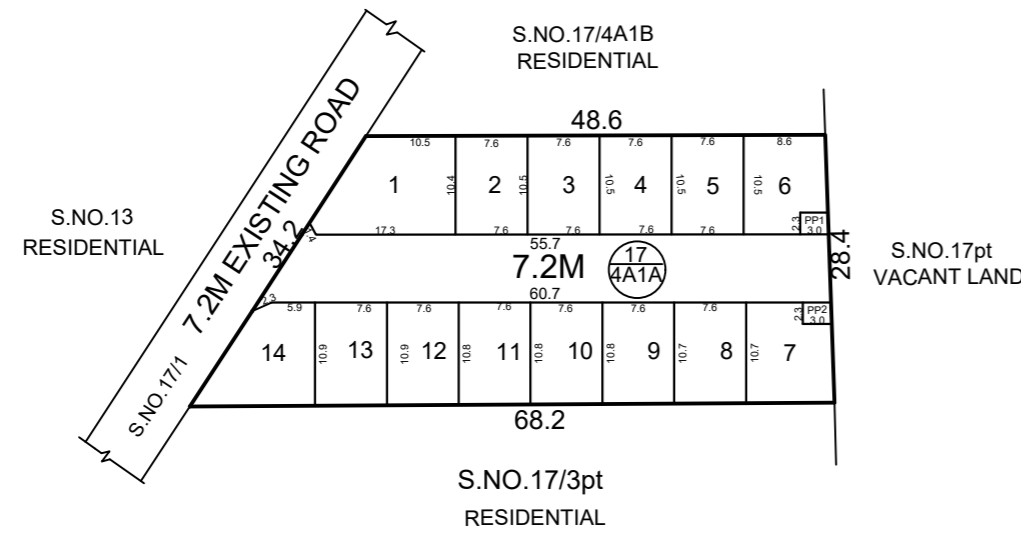 S.NO.17/4A1B
RESIDENTIAL
48.6
10.5 7.6 7.6 7.6 7.6 8.6
7.2M EXISTING ROAD
34.2
S.NO.17/1
S.NO.13
RESIDENTIAL
1 10.4 2 10.5 3 10.5 4 10.5 5 10.5 6
PP1
3.0
2.3
17.3 7.6 7.6 7.6 7.6
55.7
7.2M
17
4A1A
60.7
28.4
S.NO.17pt
VACANT LAND
2.3
5.9 7.6 7.6 7.6 7.6 7.6 7.6
PP2
3.0
2.3
14 10.9 13 10.9 12 10.8 11 10.8 10 10.8 9 10.7 8 10.7 7
68.2
S.NO.17/3pt
RESIDENTIAL